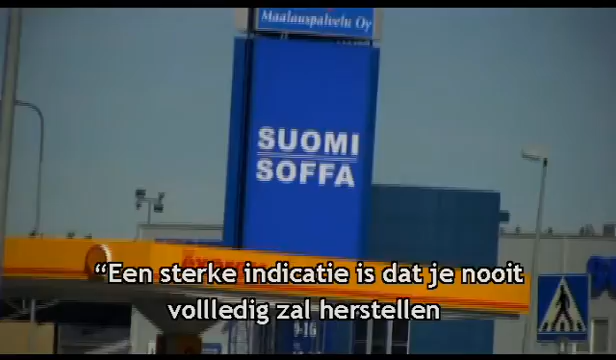 Maalauspalvelu Oy
SUOMI
SOFFA
“Een sterke indicatie is dat je nooit
vollledig zal herstellen
9-16